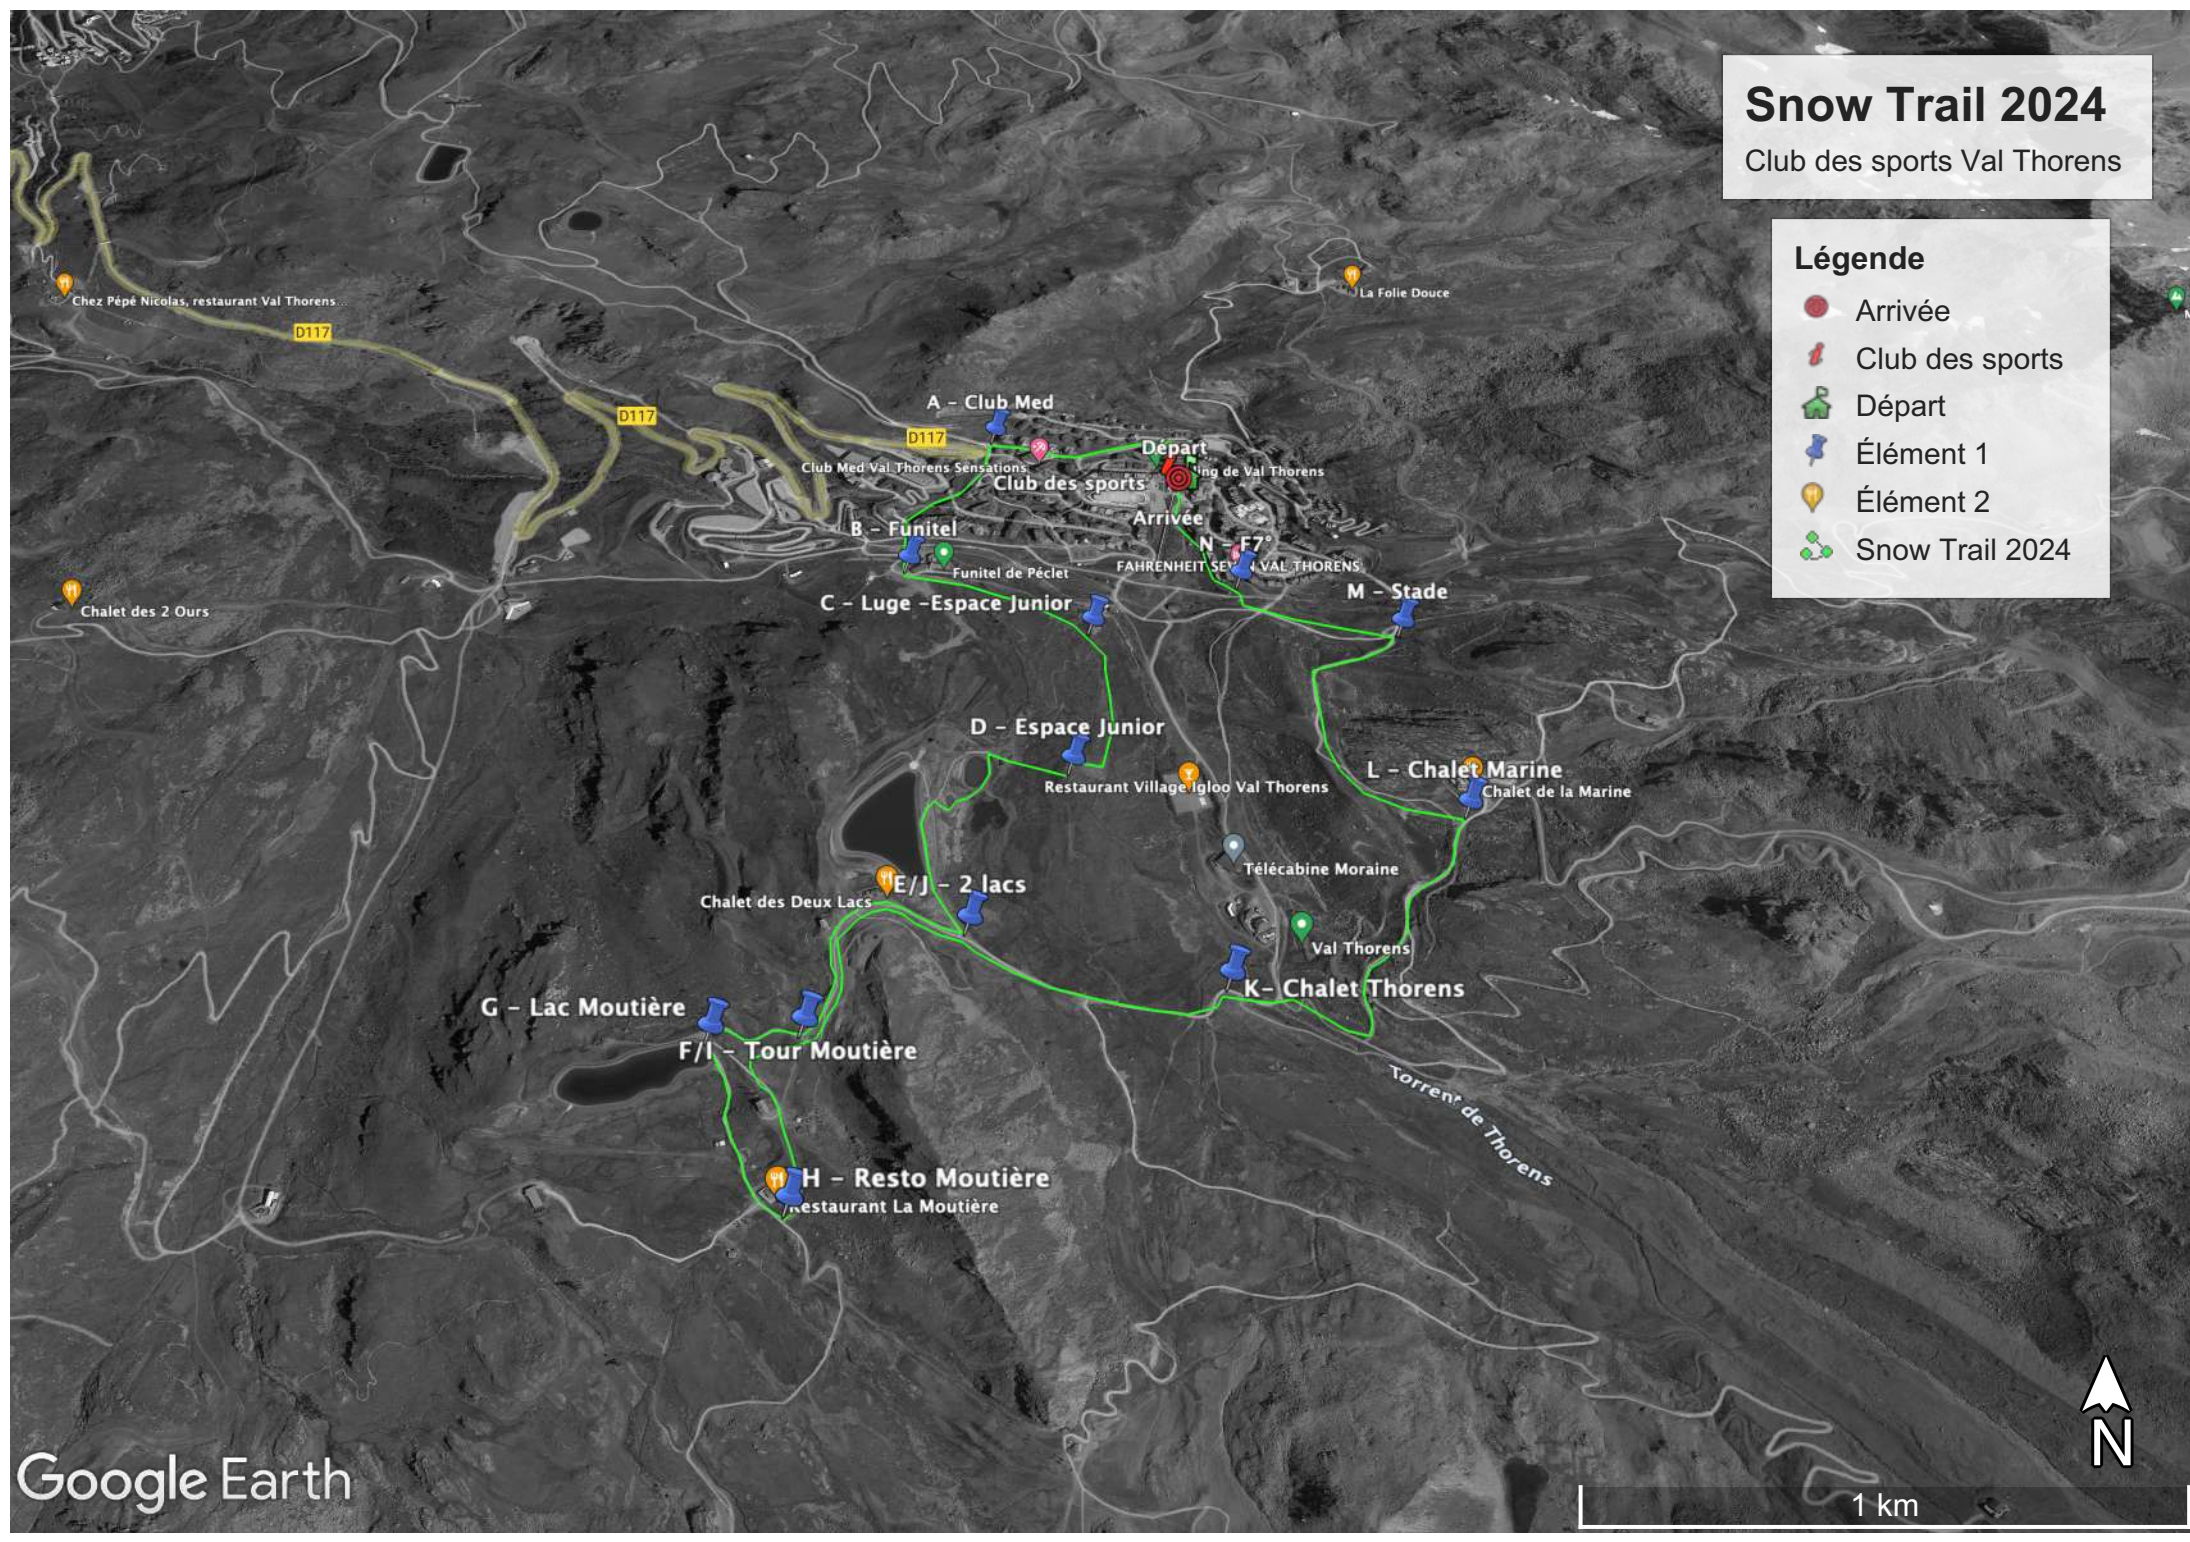 Snow Trail 2024
Club des sports Val Thorens
Légende
Arrivée
Club des sports
Départ
Élément 1
Élément 2
Snow Trail 2024
Chez Pépé Nicolas, restaurant Val Thorens...
La Folie Douce
D117
D117
D117
A – Club Med
Départ
Club Med Val Thorens Sensations
ing de Val Thorens
Club des sports
Arrivée
B – Funitel
N – F7°
Funitel de Péclet
FAHRENHEIT SEVEN VAL THORENS
M – Stade
C – Luge –Espace Junior
Chalet des 2 Ours
D – Espace Junior
L – Chalet Marine
Restaurant Village Igloo Val Thorens
Chalet de la Marine
Télécabine Moraine
E/J – 2 lacs
Chalet des Deux Lacs
Val Thorens
K– Chalet Thorens
G – Lac Moutière
F/I – Tour Moutière
Torrent de Thorens
H – Resto Moutière
Restaurant La Moutière
N
Google Earth
1 km